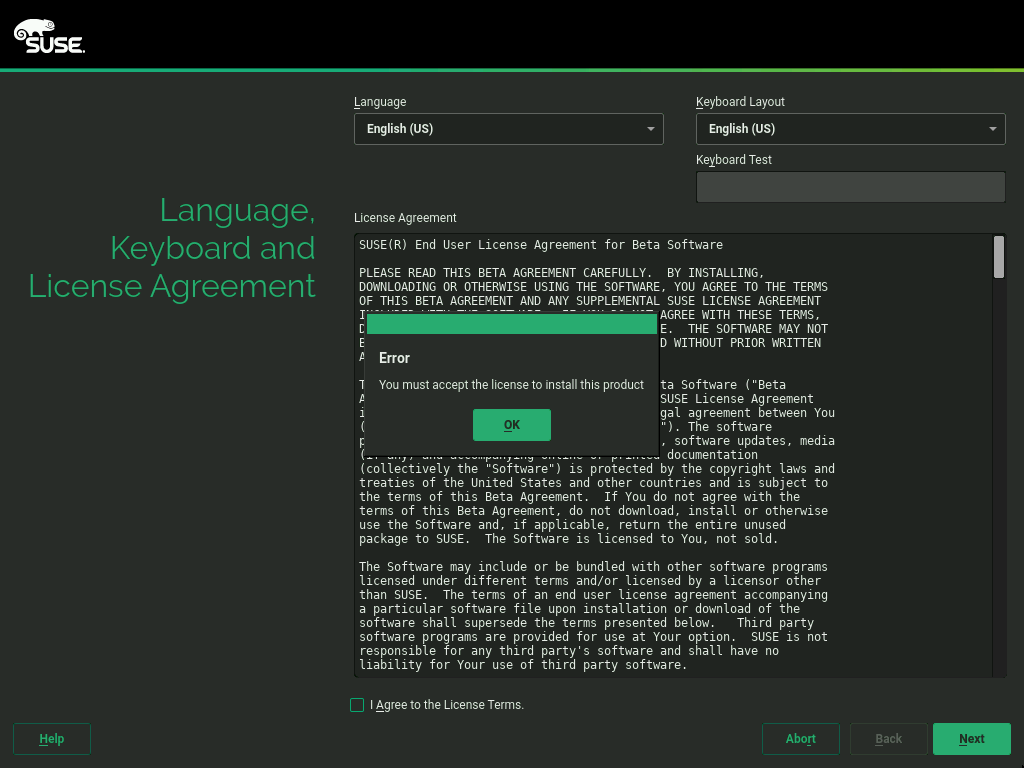 SUSE
Language
Keyboard Layout
English (US)
English (US)
Keyboard Test
Language,
Keyboard and
License Agreement
License Agreement
SUSE(R) End User License Agreement for Beta Software
PLEASE READ THIS BETA AGREEMENT CAREFULLY.  BY INSTALLING,
DOWNLOADING OR OTHERWISE USING THE SOFTWARE, YOU AGREE TO THE TERMS
OF THIS BETA AGREEMENT AND ANY SUPPLEMENTAL SUSE LICENSE AGREEMENT
AGREE WITH THESE TERMS,
E.  THE SOFTWARE MAY NOT
D WITHOUT PRIOR WRITTEN
Error
You must accept the license to install this product
OK
ta Software ("Beta
SUSE License Agreement
gal agreement between You
"). The software
, software updates, media
documentation
(collectively the "Software") is protected by the copyright laws and
treaties of the United States and other countries and is subject to
the terms of this Beta Agreement.  If You do not agree with the
terms of this Beta Agreement, do not download, install or otherwise
use the Software and, if applicable, return the entire unused
package to SUSE.  The Software is licensed to You, not sold.
The Software may include or be bundled with other software programs
licensed under different terms and/or licensed by a licensor other
than SUSE.  The terms of an end user license agreement accompanying
a particular software file upon installation or download of the
software shall supersede the terms presented below.   Third party
software programs are provided for use at Your option.  SUSE is not
responsible for any third party's software and shall have no
liability for Your use of third party software.
I Agree to the License Terms.
Help
Abort
Back
Next